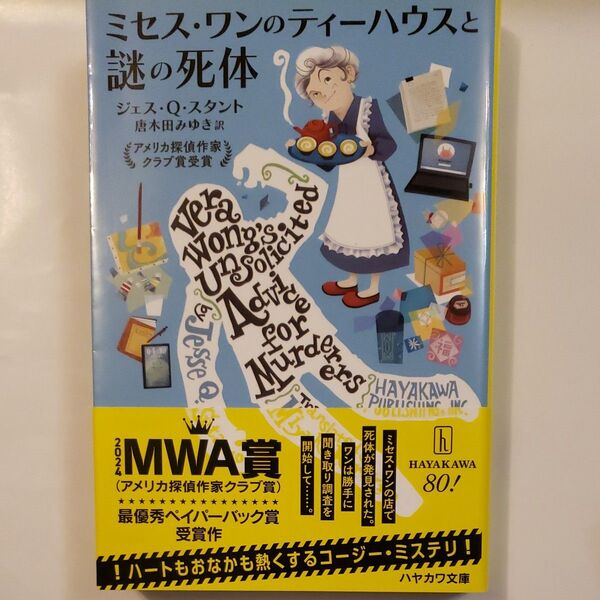 ミセス・ワンのティーハウスと
謎の死体
ジェス・Q・スタント
唐木田みゆき訳
アメリカ探偵作家
クラブ賞受賞
Vera
Wong's
Unsolicited
Advice
for
Murderers
by Jesse Q.
HAYAKAWA
PUBLISHING, INC.
2024
MWA賞
(アメリカ探偵作家クラブ賞)
最優秀ペイパーバック賞
受賞作
ミセス・ワンの店で
死体が発見された。
ワンは勝手に
聞き取り調査を
開始して……。
h
HAYAKAWA
80!
!ハートもおなかも熱くするコージー・ミステリ!
ハヤカワ文庫